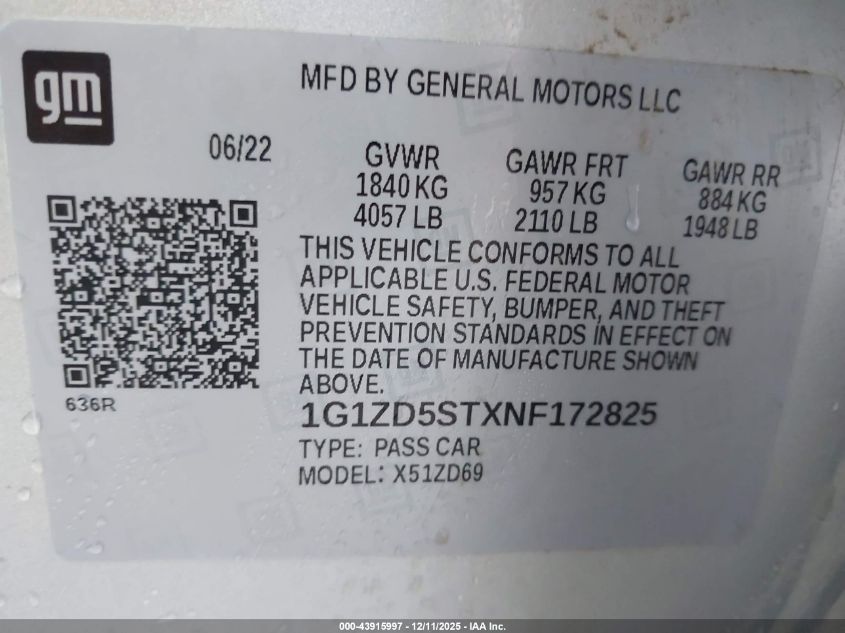 gm
MFD BY GENERAL MOTORS LLC
06/22
GVWR
1840 KG
4057 LB
GAWR FRT
957 KG
2110 LB
GAWR RR
884 KG
1948 LB
THIS VEHICLE CONFORMS TO ALL
APPLICABLE U.S. FEDERAL MOTOR
VEHICLE SAFETY, BUMPER, AND THEFT
PREVENTION STANDARDS IN EFFECT ON
THE DATE OF MANUFACTURE SHOWN
ABOVE.
636R
1G1ZD5STXNF172825
TYPE: PASS CAR
MODEL: X51ZD69
000-43915997 - 12/11/2025 - IAA Inc.